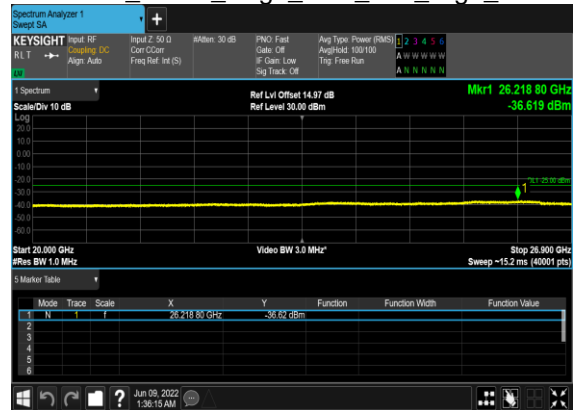 Spectrum Analyzer 1
Swept SA
+
KEYSIGHT
RLT
Input: RF
Coupling: DC
Align: Auto
Input Z: 50 Ω
Corr CCorr
Freq Ref: Int (S)
#Atten: 30 dB
PNO: Fast
Gate: Off
IF Gain: Low
Sig Track: Off
Avg Type: Power (RMS)
Avg|Hold: 100/100
Trig: Free Run
1 2 3 4 5 6
A W W W W W
A N N N N N
1 Spectrum
Scale/Div 10 dB
Ref Lvl Offset 14.97 dB
Ref Level 30.00 dBm
Mkr1 26.218 80 GHz
-36.619 dBm
Log
20.0
10.0
0.00
-10.0
-20.0
-30.0
-40.0
-50.0
-60.0
DL1 -25.00 dBm
1
Start 20.000 GHz
#Res BW 1.0 MHz
Video BW 3.0 MHz*
Stop 26.900 GHz
Sweep ~15.2 ms (40001 pts)
5 Marker Table
Mode Trace Scale X Y Function Function Width Function Value
1 N 1 f 26.218 80 GHz -36.62 dBm
2
3
4
5
6
Jun 09, 2022
1:36:15 AM